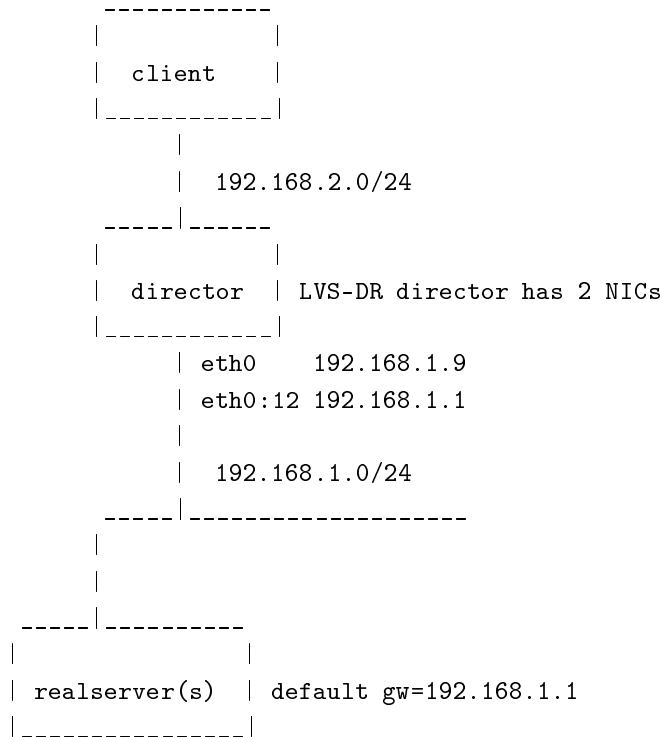 client
192.168.2.0/24
director LVS-DR director has 2 NICs
eth0 192.168.1.9
eth0:12 192.168.1.1
192.168.1.0/24
realserver(s) default gw=192.168.1.1